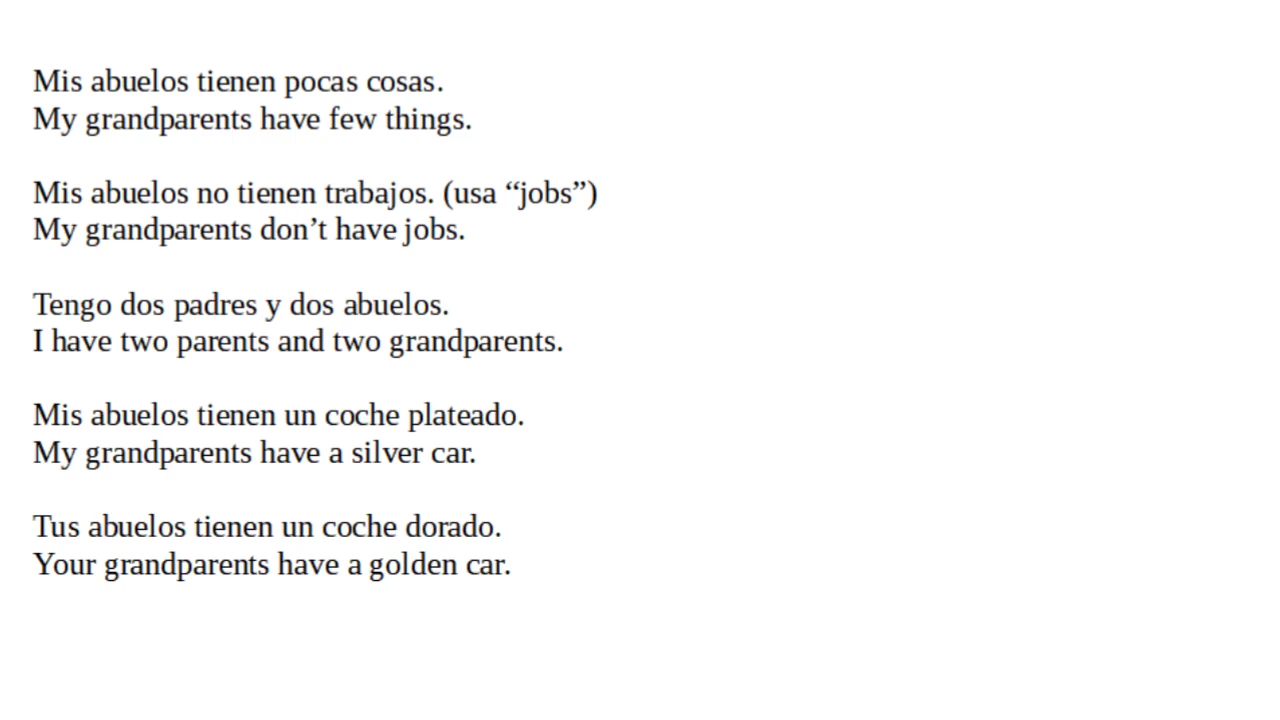 Mis abuelos tienen pocas cosas.
My grandparents have few things.
Mis abuelos no tienen trabajos. (usa “jobs”)
My grandparents don’t have jobs.
Tengo dos padres y dos abuelos.
I have two parents and two grandparents.
Mis abuelos tienen un coche plateado.
My grandparents have a silver car.
Tus abuelos tienen un coche dorado.
Your grandparents have a golden car.